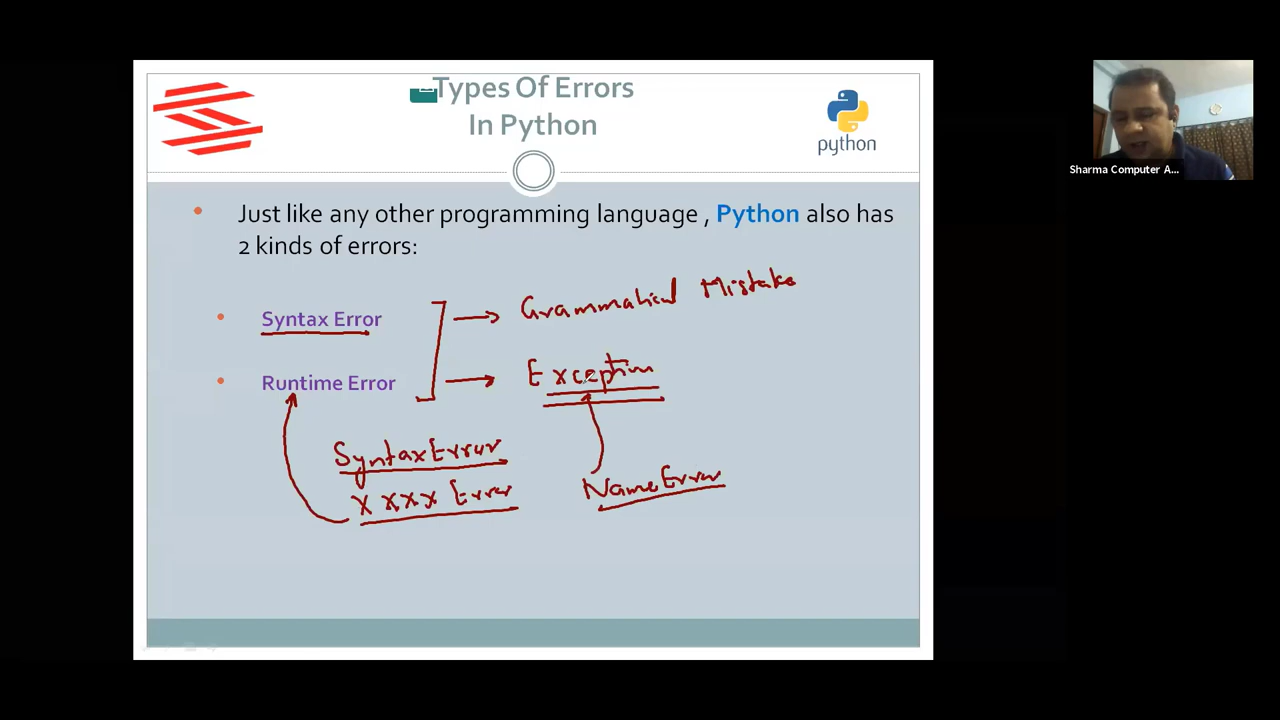 Types Of Errors
In Python
python
Sharma Computer A...
Just like any other programming language , Python also has
2 kinds of errors:
Syntax Error
Grammatical Mistake
Runtime Error
Exception
SyntaxError
XXXX Error
NameError